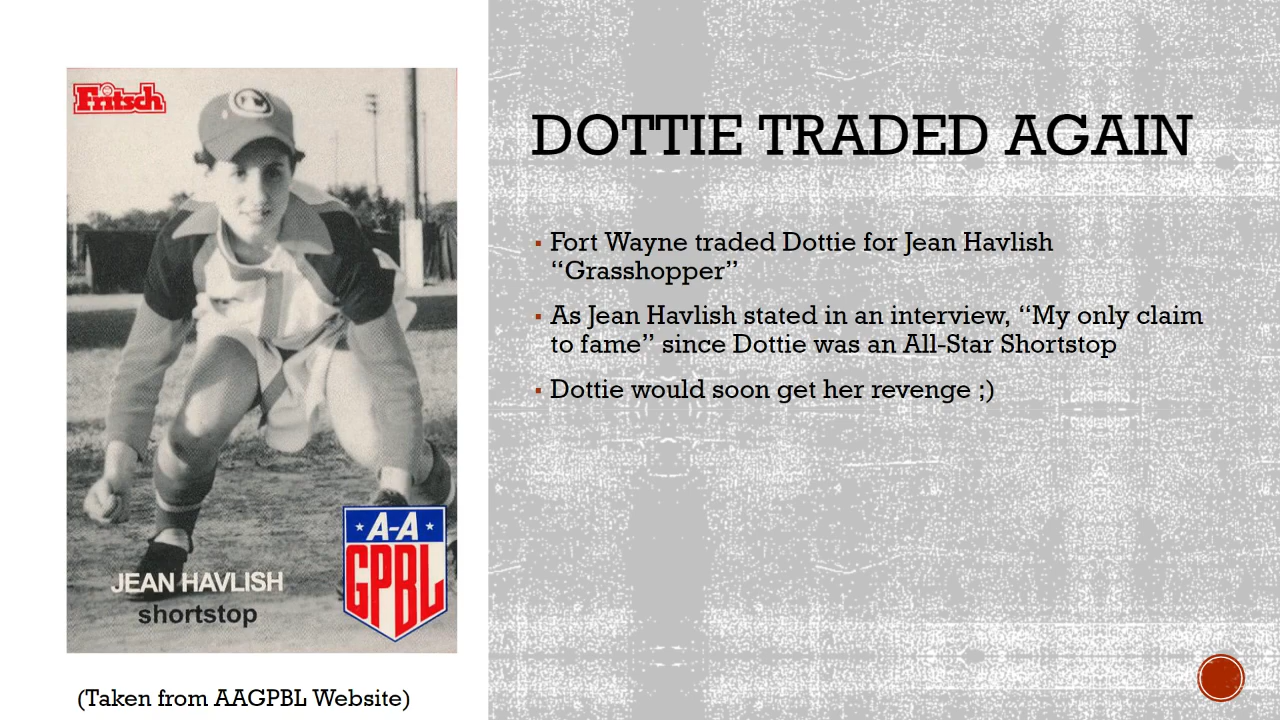 Fritsch
JEAN HAVLISH
shortstop
A-A
GPBL
(Taken from AAGPBL Website)
DOTTIE TRADED AGAIN
▪ Fort Wayne traded Dottie for Jean Havlish
“Grasshopper”
▪ As Jean Havlish stated in an interview, “My only claim
to fame” since Dottie was an All-Star Shortstop
▪ Dottie would soon get her revenge ;)